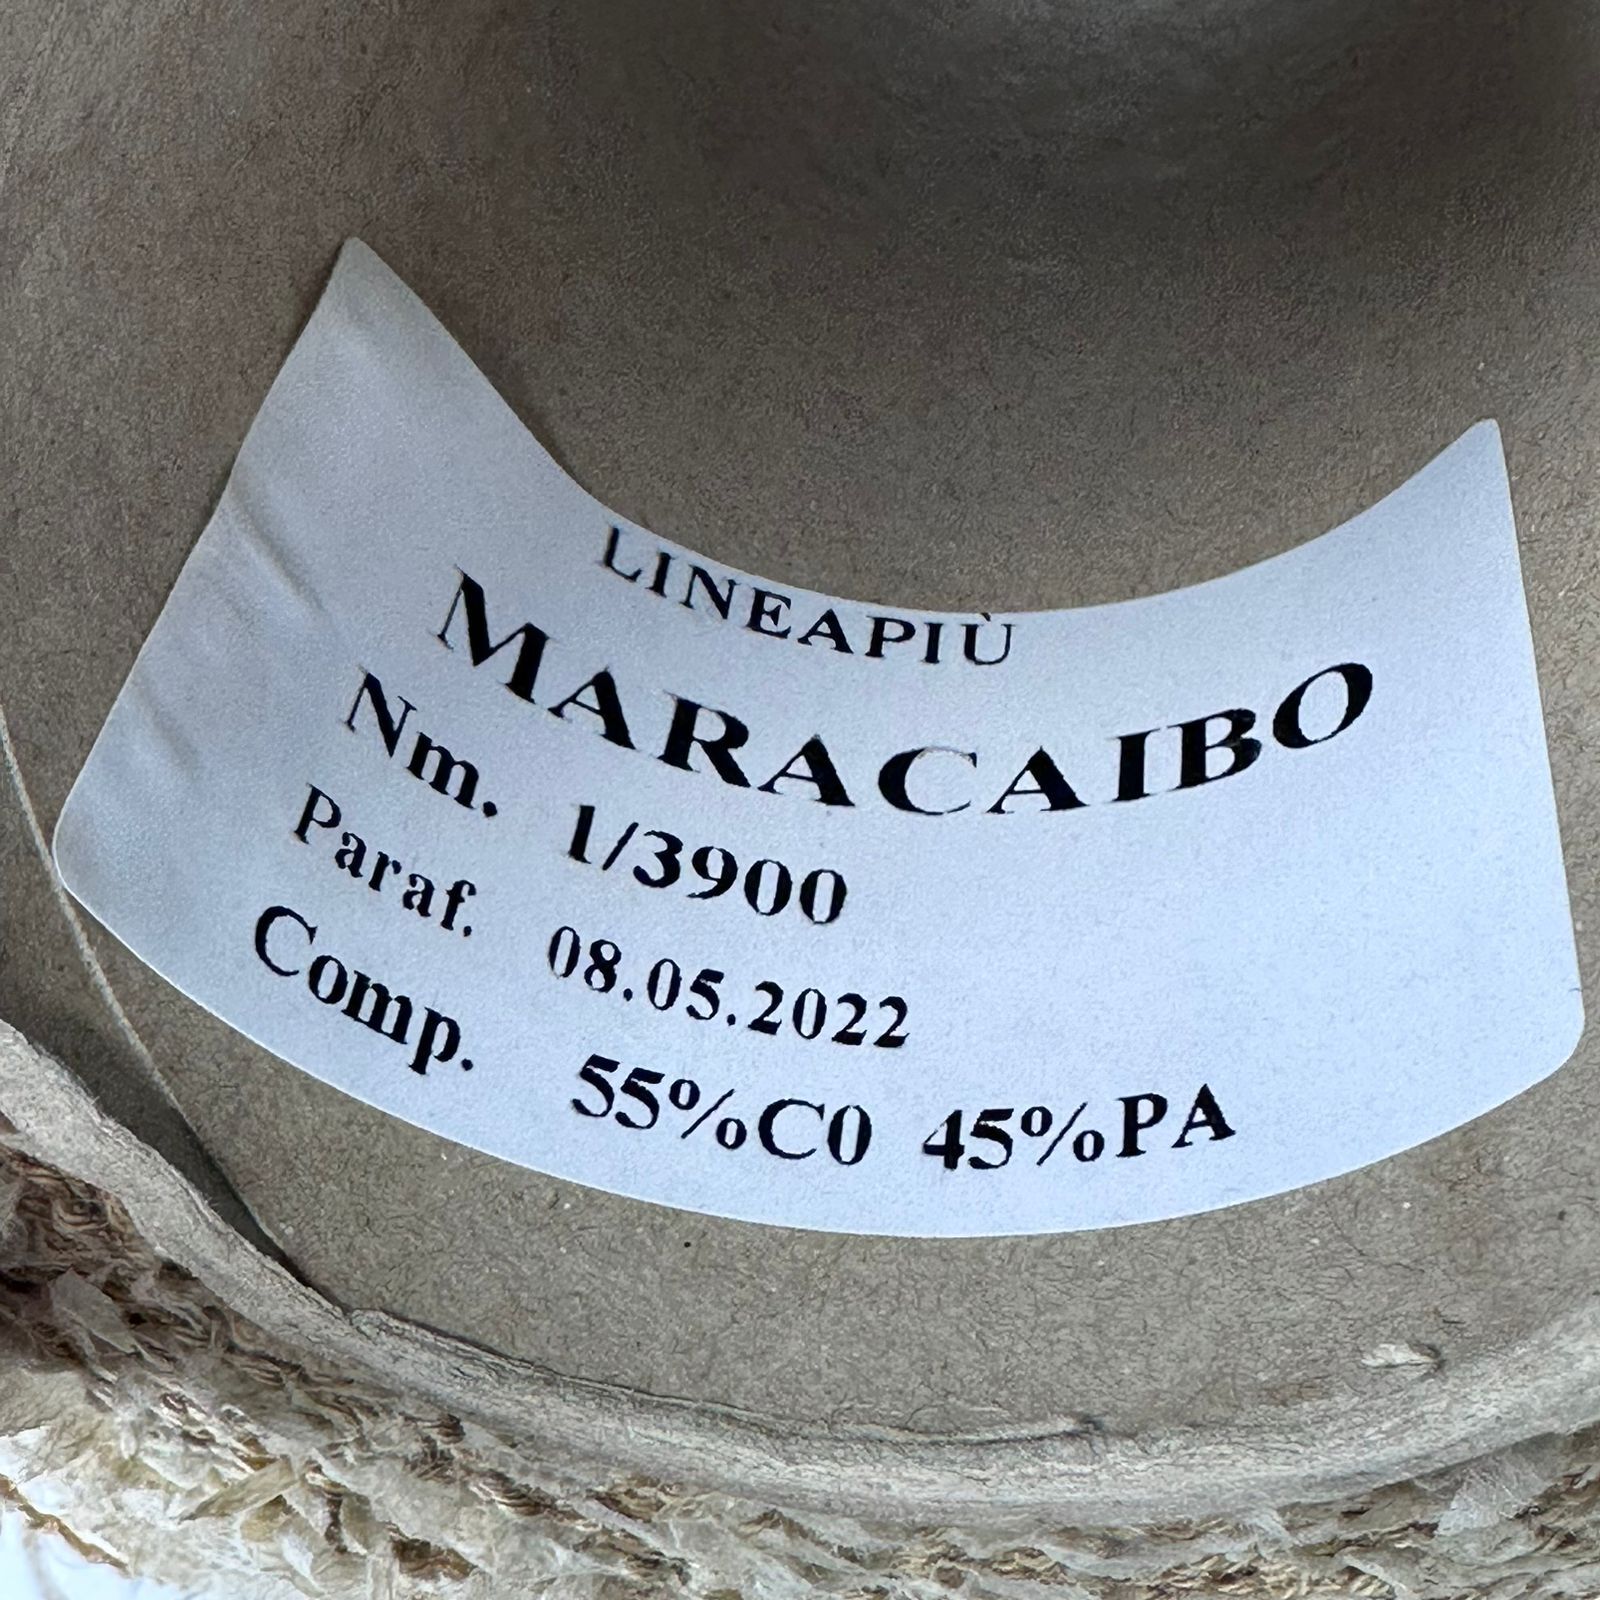 LINEAPIÙ
MARACAIBO
Nm. 1/3900
Paraf. 08.05.2022
Comp. 55%C0 45%PA